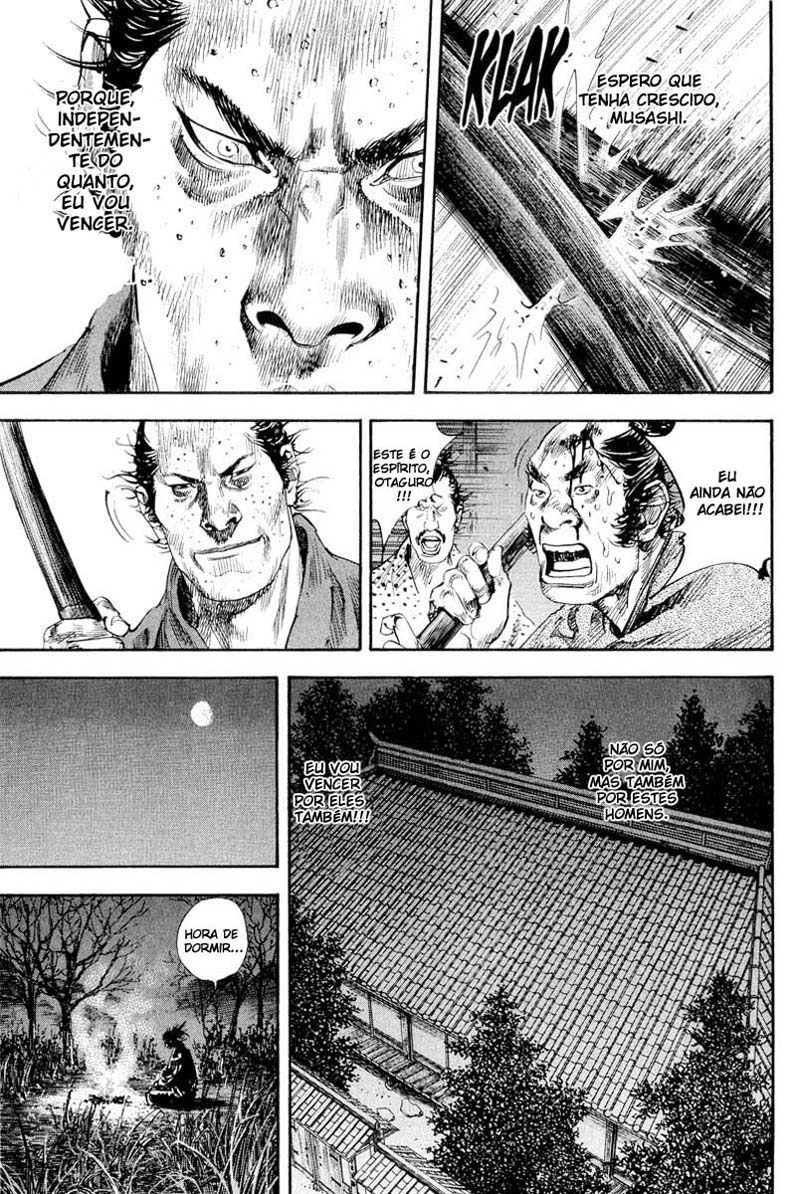 ESPERO QUE
TENHA CRESCIDO,
MUSASHI.
KLAK
PORQUE,
INDEPEN-
DENTEMEN-
TE DO
QUANTO,
EU VOU
VENCER.
EU
AINDA NÃO
ACABEI!!!
ESTE É O
ESPÍRITO,
OTAGURO
!!!
NÃO SÓ
POR MIM,
MAS TAMBÉM
POR ESTES
HOMENS.
EU VOU
VENCER
POR ELES
TAMBÉM!!!
HORA DE
DORMIR...